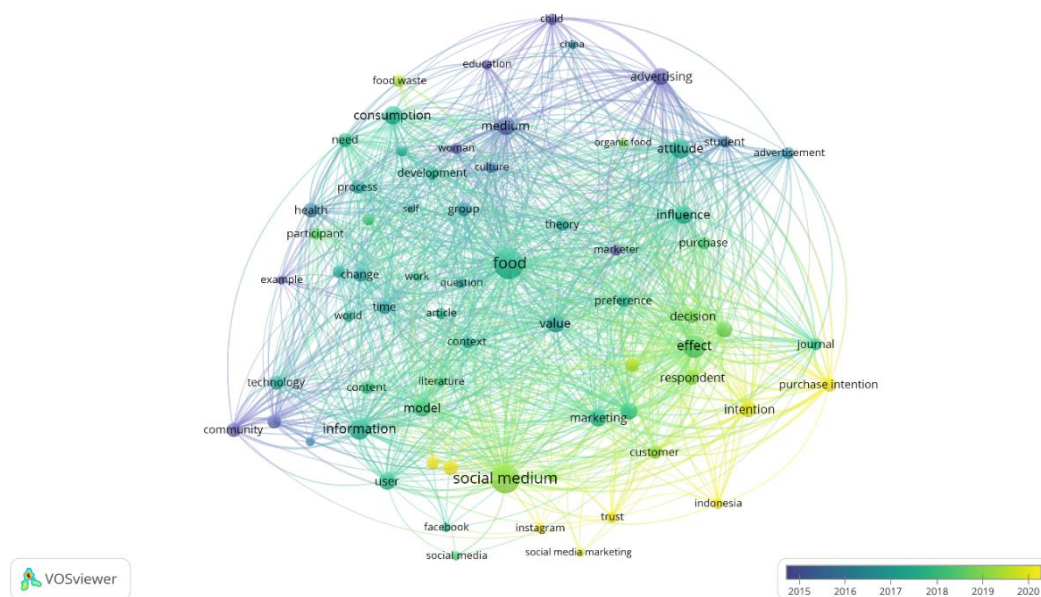 child
china
education
advertising
food waste
consumption
medium
need
woman
organic food
attitude
student
advertisement
culture
development
process
health
self
group
influence
participant
theory
purchase
marketer
food
example
change
work
question
time
preference
world
article
value
decision
context
effect
journal
technology
content
literature
respondent
purchase intention
model
intention
community
information
marketing
customer
social medium
user
indonesia
trust
facebook
instagram
social media
social media marketing
VOSviewer
2015 2016 2017 2018 2019 2020